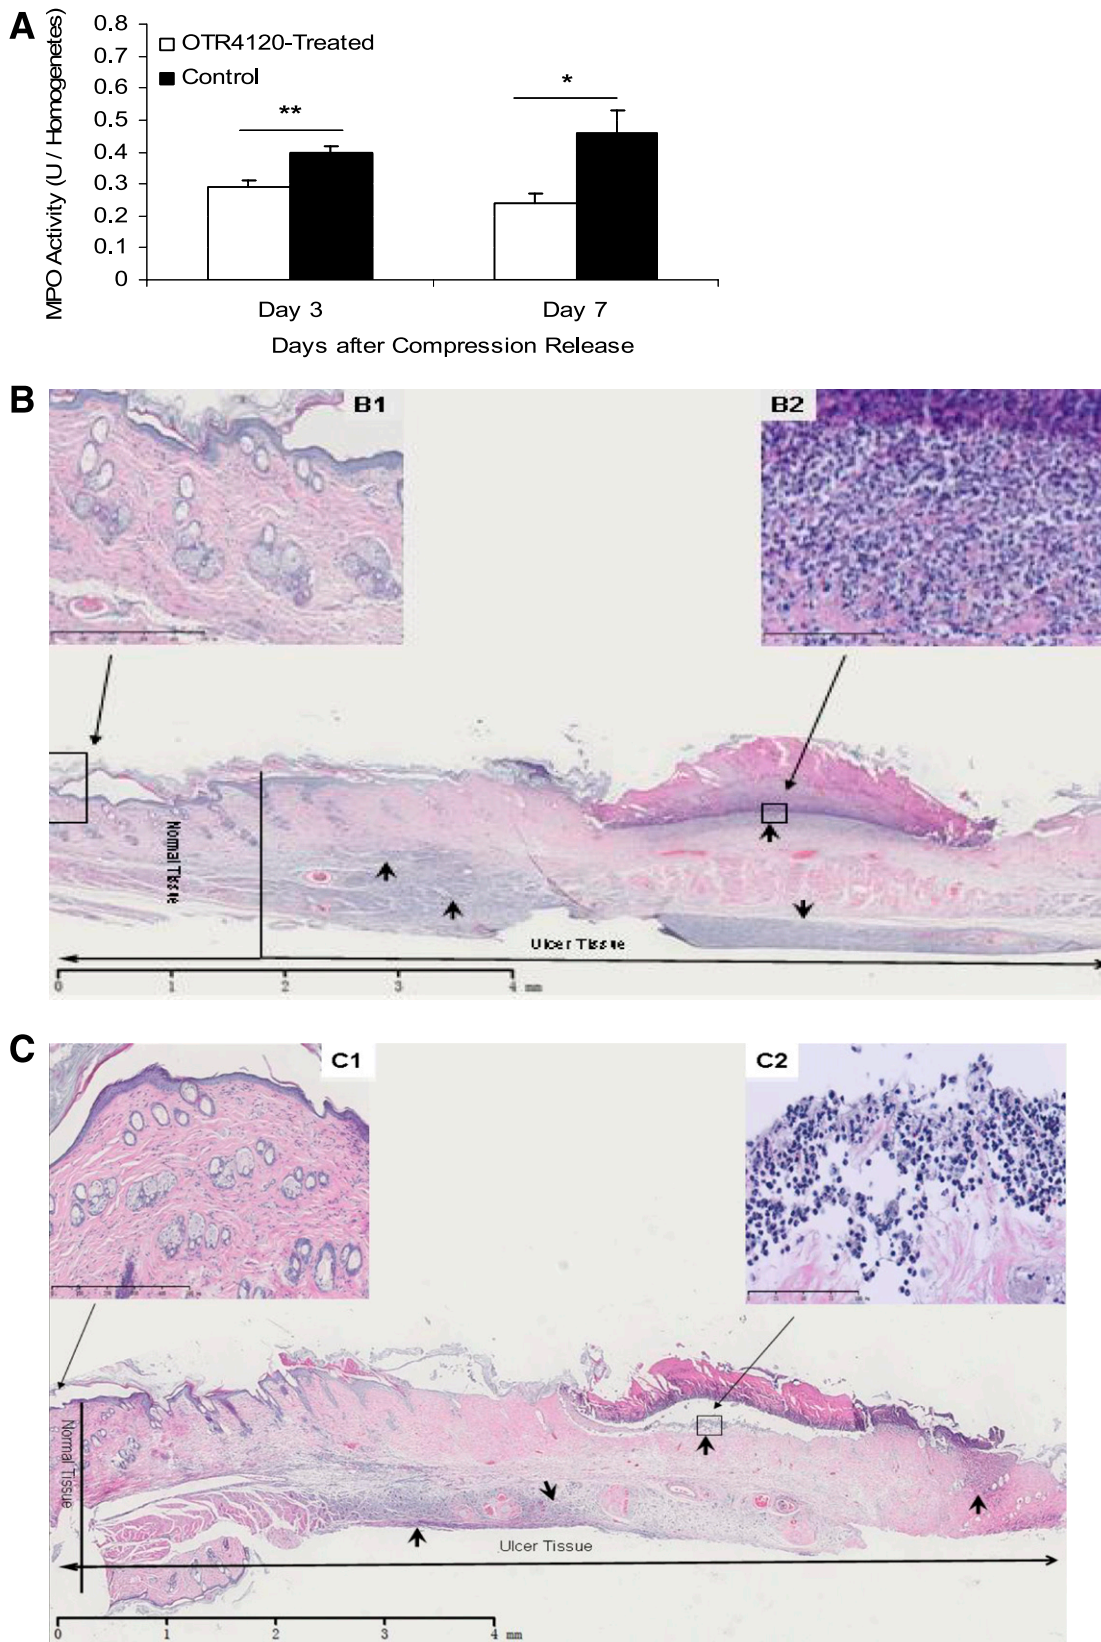 A
0.8
0.7
0.6
0.5
0.4
0.3
0.2
0.1
0
MPO Activity (U / Homogenetes)
OTR4120-Treated
Control
**
*
Day 3
Day 7
Days after Compression Release
B
B1
B2
Normal Tissue
Ulcer Tissue
0 1 2 3 4 mm
C
C1
C2
Normal Tissue
Ulcer Tissue
0 1 2 3 4 mm